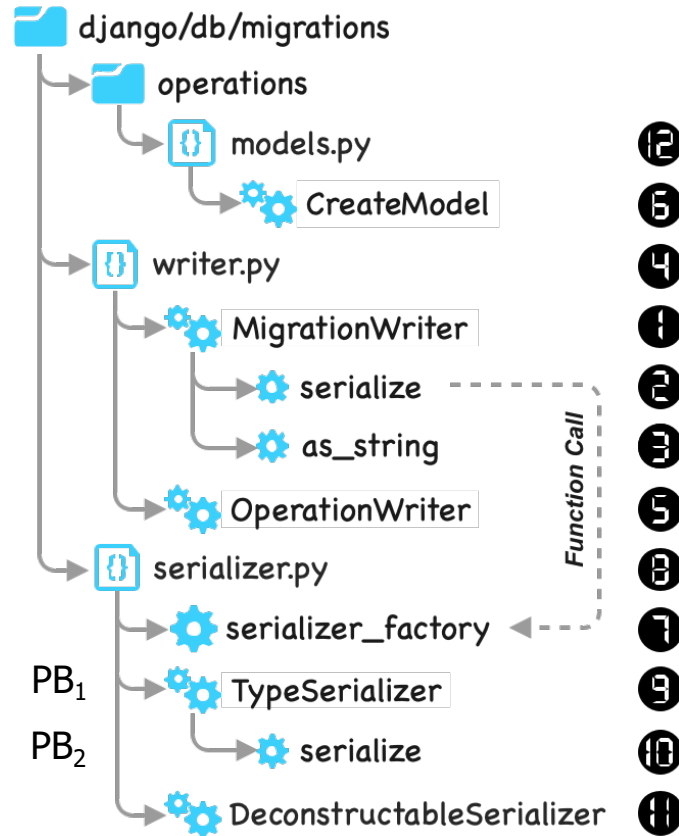 django/db/migrations
operations
{} models.py 12
CreateModel 6
{} writer.py 4
MigrationWriter 1
serialize 2
as_string 3
OperationWriter 5
Function Call
{} serializer.py 8
serializer_factory 7
PB₁ TypeSerializer 9
PB₂ serialize 10
DeconstructableSerializer 11